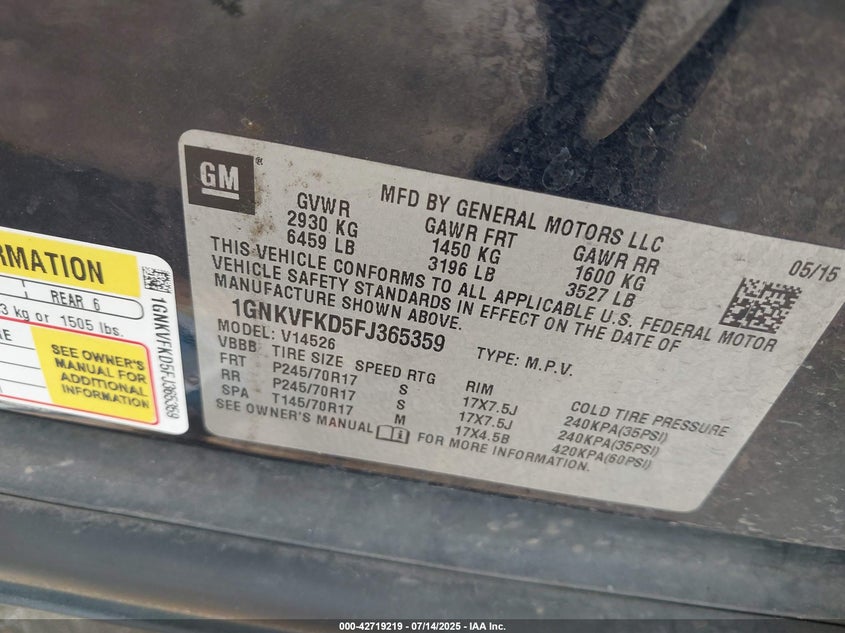 GM®
MFD BY GENERAL MOTORS LLC
05/15
GVWR GAWR FRT GAWR RR
2930 KG 1450 KG 1600 KG
6459 LB 3196 LB 3527 LB
THIS VEHICLE CONFORMS TO ALL APPLICABLE U.S. FEDERAL MOTOR
VEHICLE SAFETY STANDARDS IN EFFECT ON THE DATE OF
MANUFACTURE SHOWN ABOVE.
1GNKVFKD5FJ365359
MODEL: V14526 TYPE: M.P.V.
VBBB TIRE SIZE SPEED RTG RIM COLD TIRE PRESSURE
FRT P245/70R17 S 17X7.5J 240KPA(35PSI)
RR P245/70R17 S 17X7.5J 240KPA(35PSI)
SPA T145/70R17 M 17X4.5B 420KPA(60PSI)
SEE OWNER'S MANUAL FOR MORE INFORMATION.
RMATION
REAR 6
3 kg or 1505 lbs.
SEE OWNER'S
MANUAL FOR
ADDITIONAL
INFORMATION
1GNKVFKD5FJ365359
000-42719219 - 07/14/2025 - IAA Inc.